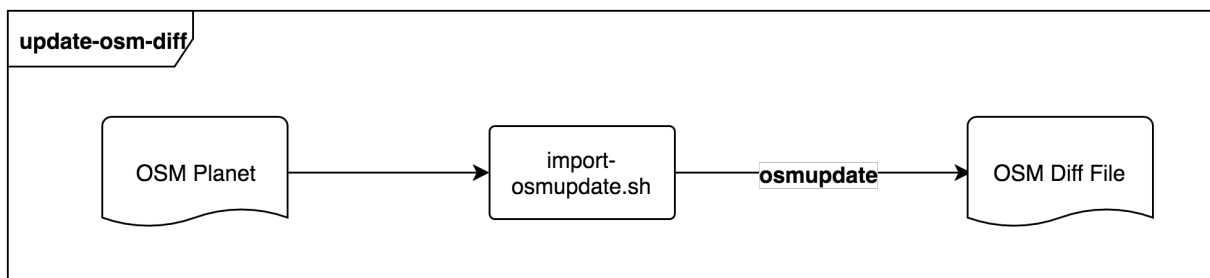 update-osm-diff
OSM Planet
import-
osmupdate.sh
osmupdate
OSM Diff File